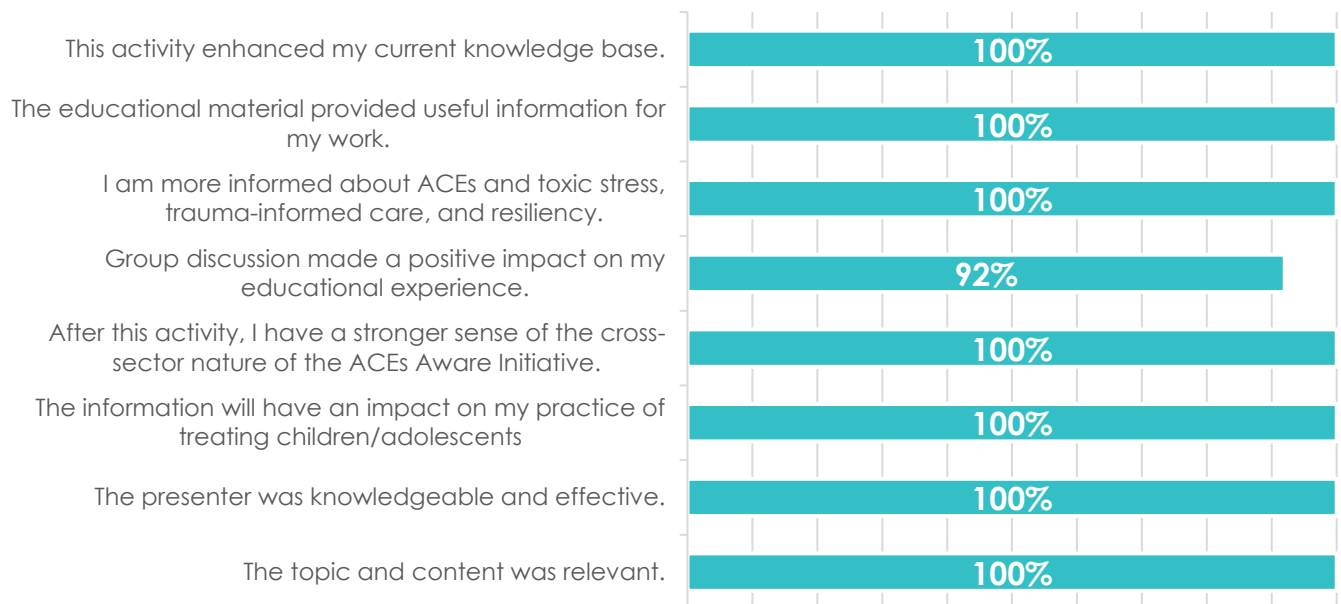 This activity enhanced my current knowledge base.
100%
The educational material provided useful information for
my work.
100%
I am more informed about ACEs and toxic stress,
trauma-informed care, and resiliency.
100%
Group discussion made a positive impact on my
educational experience.
92%
After this activity, I have a stronger sense of the cross-
sector nature of the ACEs Aware Initiative.
100%
The information will have an impact on my practice of
treating children/adolescents
100%
The presenter was knowledgeable and effective.
100%
The topic and content was relevant.
100%